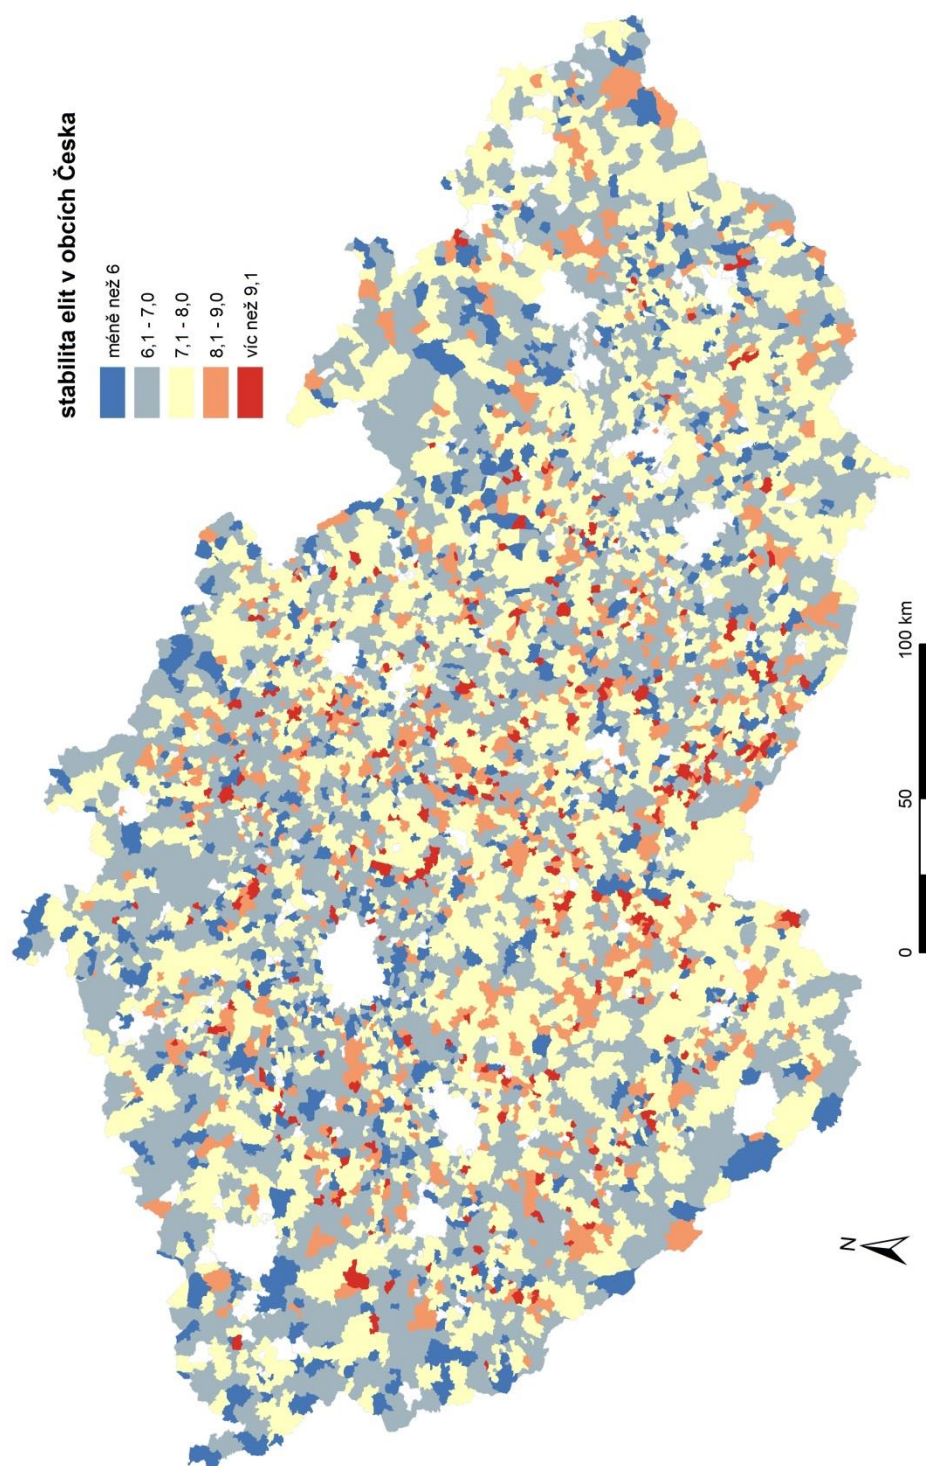 stabilita elit v obcích Česka
méně než 6
6,1 - 7,0
7,1 - 8,0
8,1 - 9,0
víc než 9,1
N
0 50 100 km